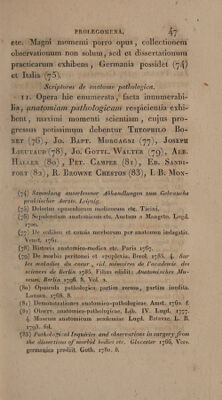 PROLEGOMENA. 47
etc. Magni momenti porro opus, collectionem
observationum non solum, sed et dissertationum
practicarum exhibens, Germania possidet (74)
et Italia (75).
Scriptores de anatome pathologica.
11. Opera hic enumerata, facta innumerabi-
lia, anatomiam pathologicam respicientia exhi-
bent, maximi momenti scientiam, cujus pro-
gressus potissimum debentur Theophilo Bo-
net (76), Jo. Bapt. Morgagni (77), Joseph
Lieutaud (78), Jo. Gottl. Walter (79), Alb.
Haller (80), Pet. Camper (81), Ed. Sandi-
fort (82), R. Browne Cheston (83), I. B. Mon-
(74) Sammlung auserlesener Abhandlungen zum Gebrauche
praktischer Aerzte. Leipzig.
(75) Delectus opusculorum medicorum etc. Ticini.
(76) Sepulcretum anatomicum etc. Auctum a Mangeto. Lugd.
1700.
(77) De sedibus et causis morborum per anatomen indagatis.
Venet. 1761.
(78) Historia anatomico-medica etc. Paris 1767.
(79) De morbis peritonei et apoplexia. Berol. 1785. 4. Sur
les maladies du coeur, vid. mémoires de l'académie. des
sciences de Berlin 1785. Filius edidit: Anatomisches Mu-
seum, Berlin 1796. 8. Vol. 2.
(80) Opuscula pathologica partim recusa, partim inedita.
Lausan. 1768. 8.
(81) Demonstrationes anatomico-pathologicae. Amst. 1760. f.
(82) Observ. anatomico-pathologicae, Lib. IV. Lugd. 1777.
4 Museum anatomicum academiae Lugd. Batavae. L. B.
1793. fol.
(83) Pathological Inquiries and observations in surgery from
the dissections of morbid bodies etc. Glocester 1766. Vers.
germanica prodiit. Goth. 1780. 8.